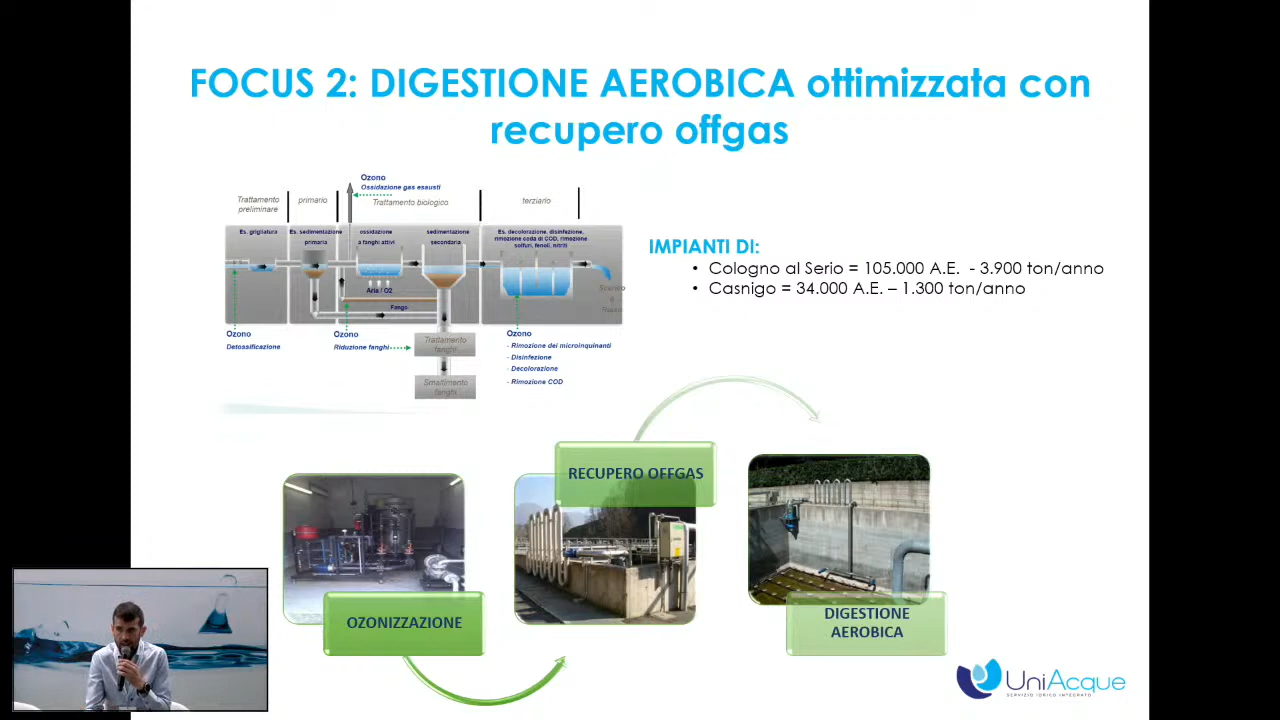 FOCUS 2: DIGESTIONE AEROBICA ottimizzata con
recupero offgas
Ozono
Ossidazione gas esausti
Trattamento
preliminare
primario
Trattamento biologico
terziario
Es. grigliatura
Es. sedimentazione
primaria
ossidazione
a fanghi attivi
sedimentazione
secondaria
Es. decolorazione, disinfezione,
rimozione coda di COD, rimozione
solfuri, fenoli, nitriti
Aria / O2
Fango
Scarico
o
Riuso
Ozono
Detossificazione
Ozono
Riduzione fanghi
Trattamento
fanghi
Smaltimento
fanghi
Ozono
- Rimozione dei microinquinanti
- Disinfezione
- Decolorazione
- Rimozione COD
IMPIANTI DI:
• Cologno al Serio = 105.000 A.E. - 3.900 ton/anno
• Casnigo = 34.000 A.E. – 1.300 ton/anno
RECUPERO OFFGAS
OZONIZZAZIONE
DIGESTIONE
AEROBICA
UniAcque
SERVIZIO IDRICO INTEGRATO